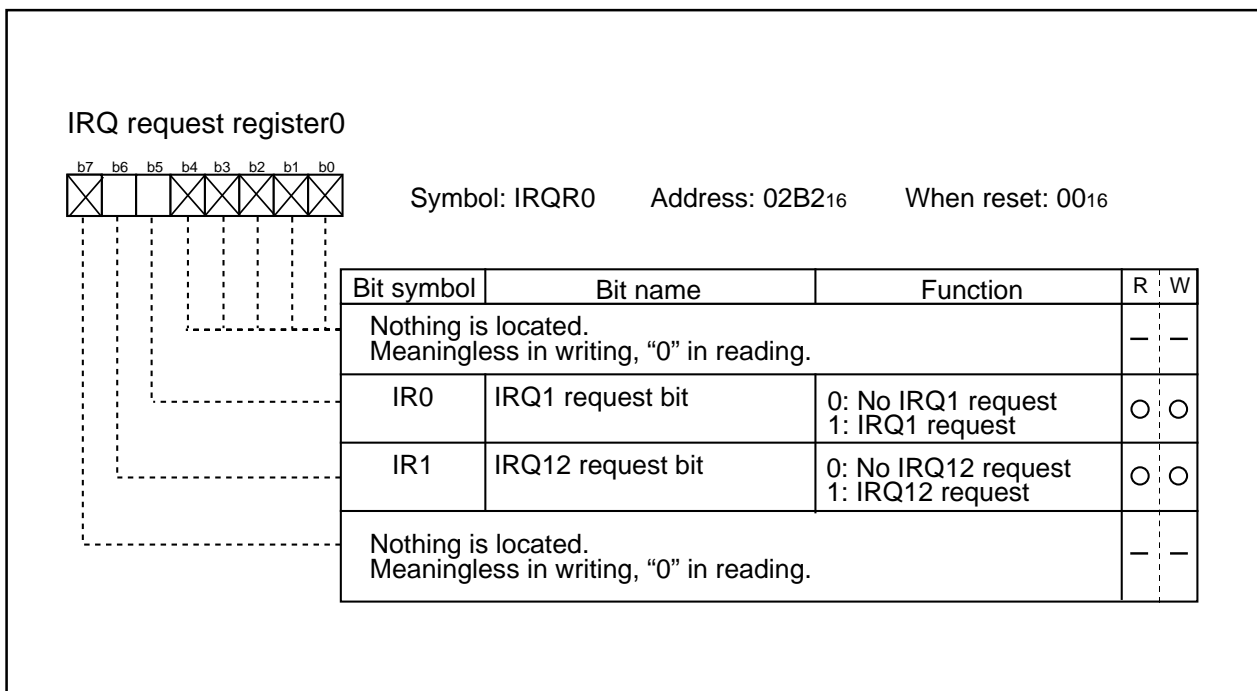 IRQ request register0
b7 b6 b5 b4 b3 b2 b1 b0
Symbol: IRQR0 Address: 02B216 When reset: 0016
Bit symbol Bit name Function R W
Nothing is located.
Meaningless in writing, “0” in reading. – –
IR0 IRQ1 request bit 0: No IRQ1 request
1: IRQ1 request
IR1 IRQ12 request bit 0: No IRQ12 request
1: IRQ12 request
Nothing is located.
Meaningless in writing, “0” in reading. – –